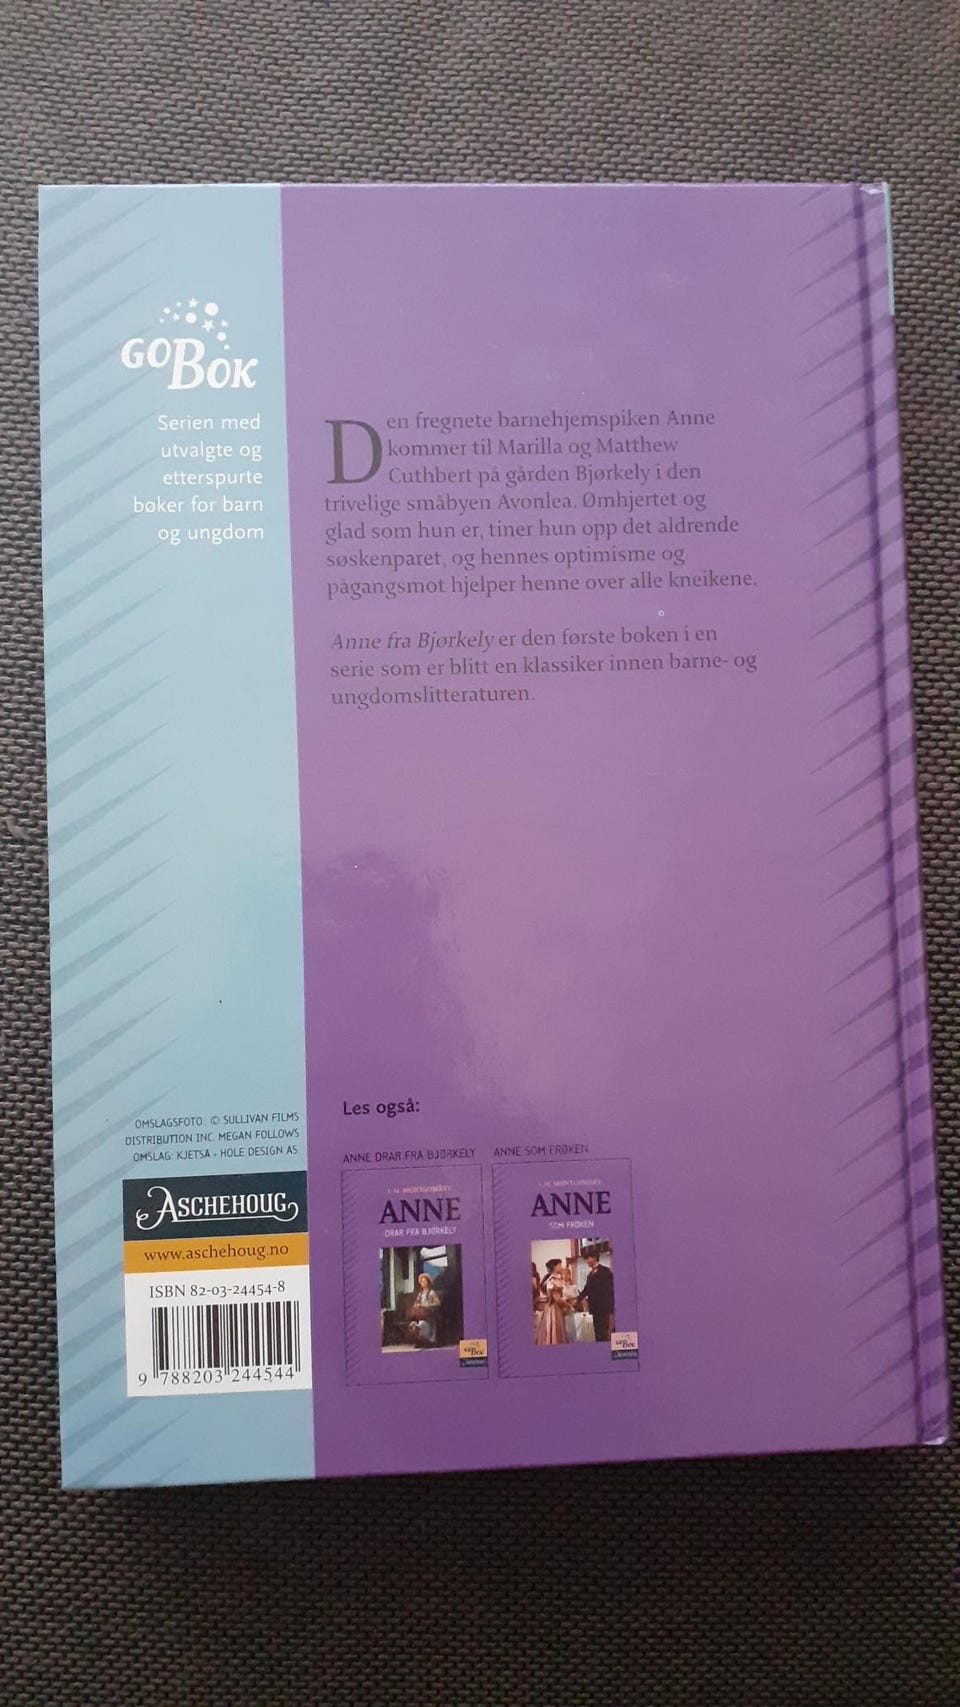 GOBOK
Serien med
utvalgte og
etterspurte
bøker for barn
og ungdom
Den fregnete barnehjemspiken Anne
kommer til Marilla og Matthew
Cuthbert på gården Bjørkely i den
trivelige småbyen Avonlea. Ømhjertet og
glad som hun er, tiner hun opp det aldrende
søskenparet, og hennes optimisme og
pågangsmot hjelper henne over alle kneikene.
Anne fra Bjørkely er den første boken i en
serie som er blitt en klassiker innen barne- og
ungdomslitteraturen.
OMSLAGSFOTO: © SULLIVAN FILMS
DISTRIBUTION INC. MEGAN FOLLOWS
OMSLAG: KJETSÅ + HOLE DESIGN AS
ASCHEHOUG
www.aschehoug.no
ISBN 82-03-24454-8
9 788203 244544
Les også:
ANNE DRAR FRA BJØRKELY
L.M. MONTGOMERY
ANNE
DRAR FRA BJØRKELY
GOBOK
ANNE SOM FRØKEN
L.M. MONTGOMERY
ANNE
SOM FRØKEN
GOBOK